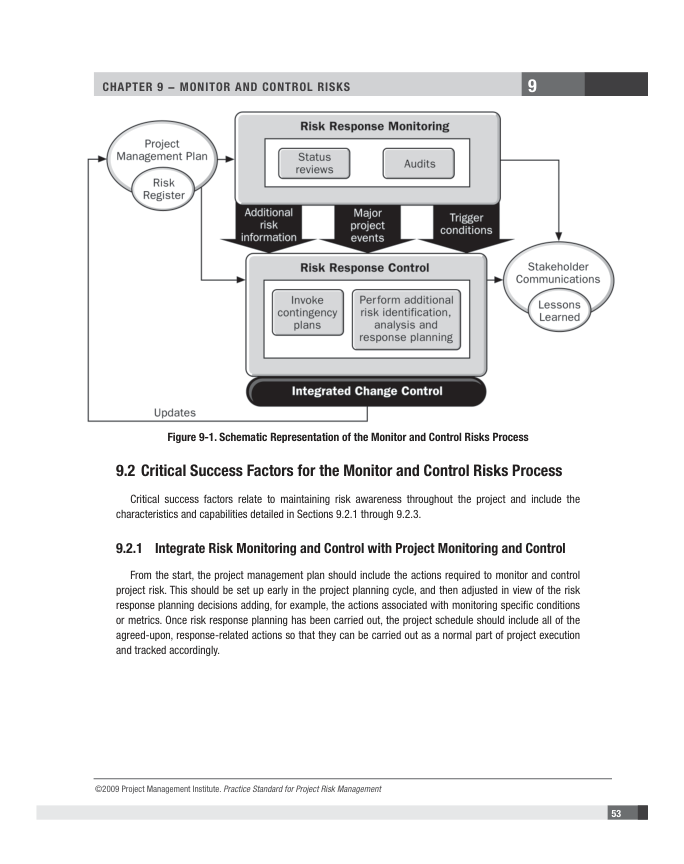 CHAPTER 9 – MONITOR AND CONTROL RISKS
9
Risk Response Monitoring
Project
Management Plan
Risk
Register
Status
reviews
Audits
Additional
risk
information
Major
project
events
Trigger
conditions
Risk Response Control
Stakeholder
Communications
Lessons
Learned
Invoke
contingency
plans
Perform additional
risk identification,
analysis and
response planning
Integrated Change Control
Updates
Figure 9-1. Schematic Representation of the Monitor and Control Risks Process
9.2 Critical Success Factors for the Monitor and Control Risks Process
Critical success factors relate to maintaining risk awareness throughout the project and include the
characteristics and capabilities detailed in Sections 9.2.1 through 9.2.3.
9.2.1 Integrate Risk Monitoring and Control with Project Monitoring and Control
From the start, the project management plan should include the actions required to monitor and control
project risk. This should be set up early in the project planning cycle, and then adjusted in view of the risk
response planning decisions adding, for example, the actions associated with monitoring specific conditions
or metrics. Once risk response planning has been carried out, the project schedule should include all of the
agreed-upon, response-related actions so that they can be carried out as a normal part of project execution
and tracked accordingly.
©2009 Project Management Institute. Practice Standard for Project Risk Management
53